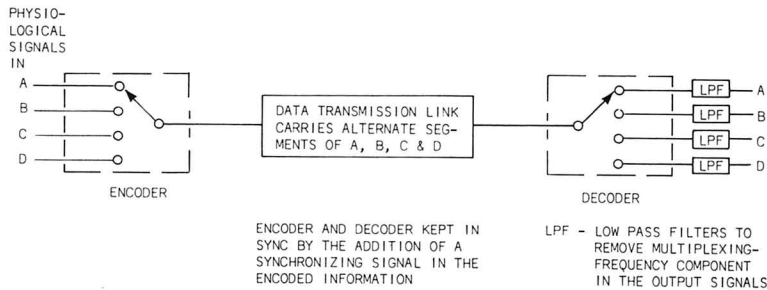 PHYSIO-
LOGICAL
SIGNALS
IN
A
B
C
D
ENCODER
DATA TRANSMISSION LINK
CARRIES ALTERNATE SEG-
MENTS OF A, B, C & D
LPF A
LPF B
LPF C
LPF D
DECODER
ENCODER AND DECODER KEPT IN
SYNC BY THE ADDITION OF A
SYNCHRONIZING SIGNAL IN THE
ENCODED INFORMATION
LPF - LOW PASS FILTERS TO
REMOVE MULTIPLEXING-
FREQUENCY COMPONENT
IN THE OUTPUT SIGNALS